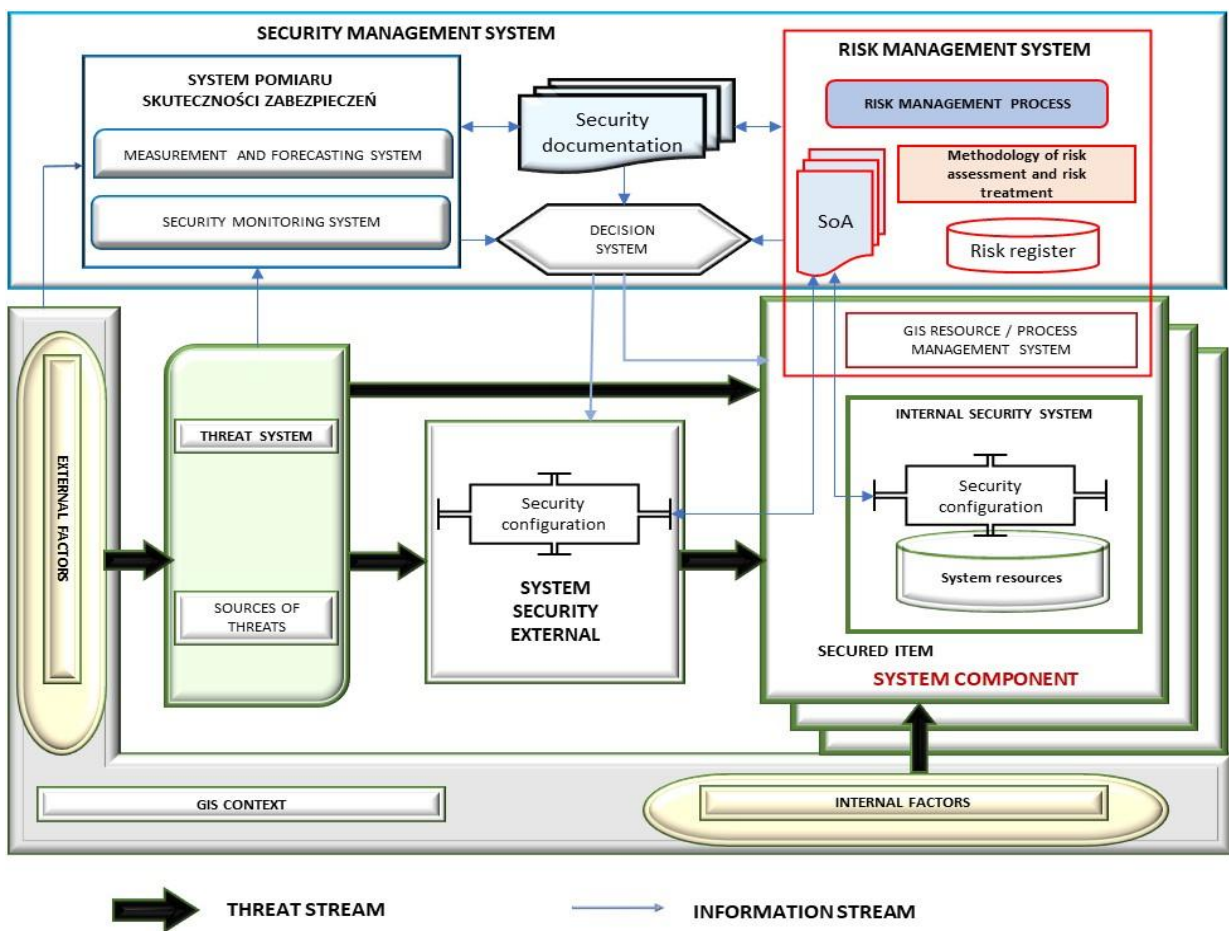 SECURITY MANAGEMENT SYSTEM
SYSTEM POMIARU
SKUTECZNOŚCI ZABEZPIECZEŃ
MEASUREMENT AND FORECASTING SYSTEM
SECURITY MONITORING SYSTEM
Security
documentation
DECISION
SYSTEM
RISK MANAGEMENT SYSTEM
RISK MANAGEMENT PROCESS
Methodology of risk
assessment and risk
treatment
SoA
Risk register
GIS RESOURCE / PROCESS
MANAGEMENT SYSTEM
EXTERNAL FACTORS
THREAT SYSTEM
SOURCES OF
THREATS
Security
configuration
SYSTEM
SECURITY
EXTERNAL
INTERNAL SECURITY SYSTEM
Security
configuration
System resources
SECURED ITEM
SYSTEM COMPONENT
GIS CONTEXT
INTERNAL FACTORS
THREAT STREAM
INFORMATION STREAM